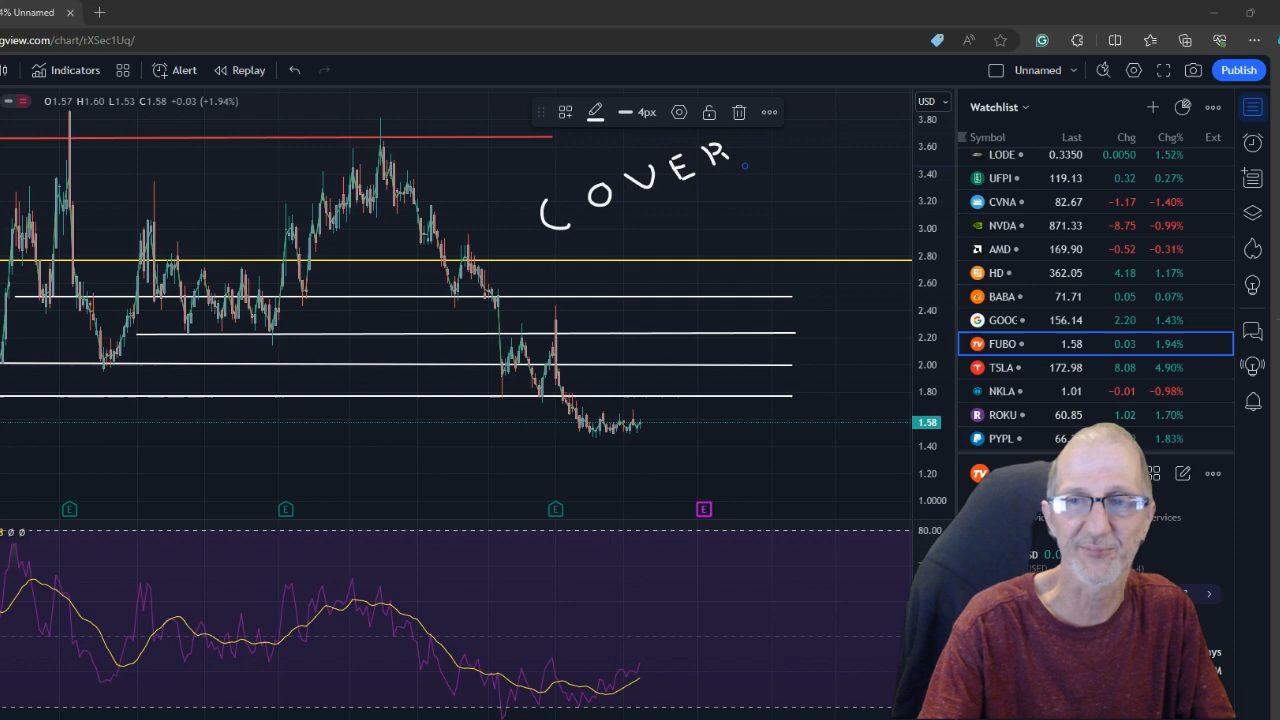 4% Unnamed
gview.com/chart/rXSec1Uq/
Indicators Alert Replay Unnamed Publish
O1.57 H1.60 L1.53 C1.58 +0.03 (+1.94%)
4px
USD
COVER
3.80
3.60
3.40
3.20
3.00
2.80
2.60
2.40
2.20
2.00
1.80
1.58
1.40
1.20
1.0000
80.00
E E E E
Watchlist
Symbol Last Chg Chg% Ext
LODE 0.3350 0.0050 1.52%
UFPI 119.13 0.32 0.27%
CVNA 82.67 −1.17 −1.40%
NVDA 871.33 −8.75 −0.99%
AMD 169.90 −0.52 −0.31%
HD 362.05 4.18 1.17%
BABA 71.71 0.05 0.07%
GOOG 156.14 2.20 1.43%
FUBO 1.58 0.03 1.94%
TSLA 172.98 8.08 4.90%
NKLA 1.01 −0.01 −0.98%
ROKU 60.85 1.02 1.70%
PYPL 66. 1.83%
ervices